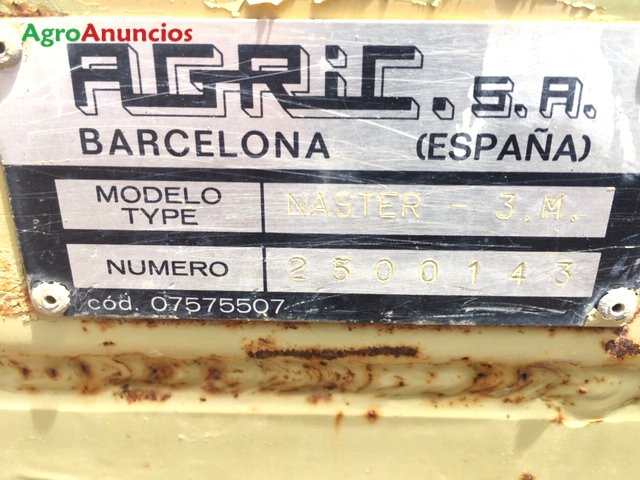 AgroAnuncios
AGRIC. S.A.
BARCELONA (ESPAÑA)
MODELO
TYPE
NASTER - 3.M.
NUMERO 2500143
cód. 07575507